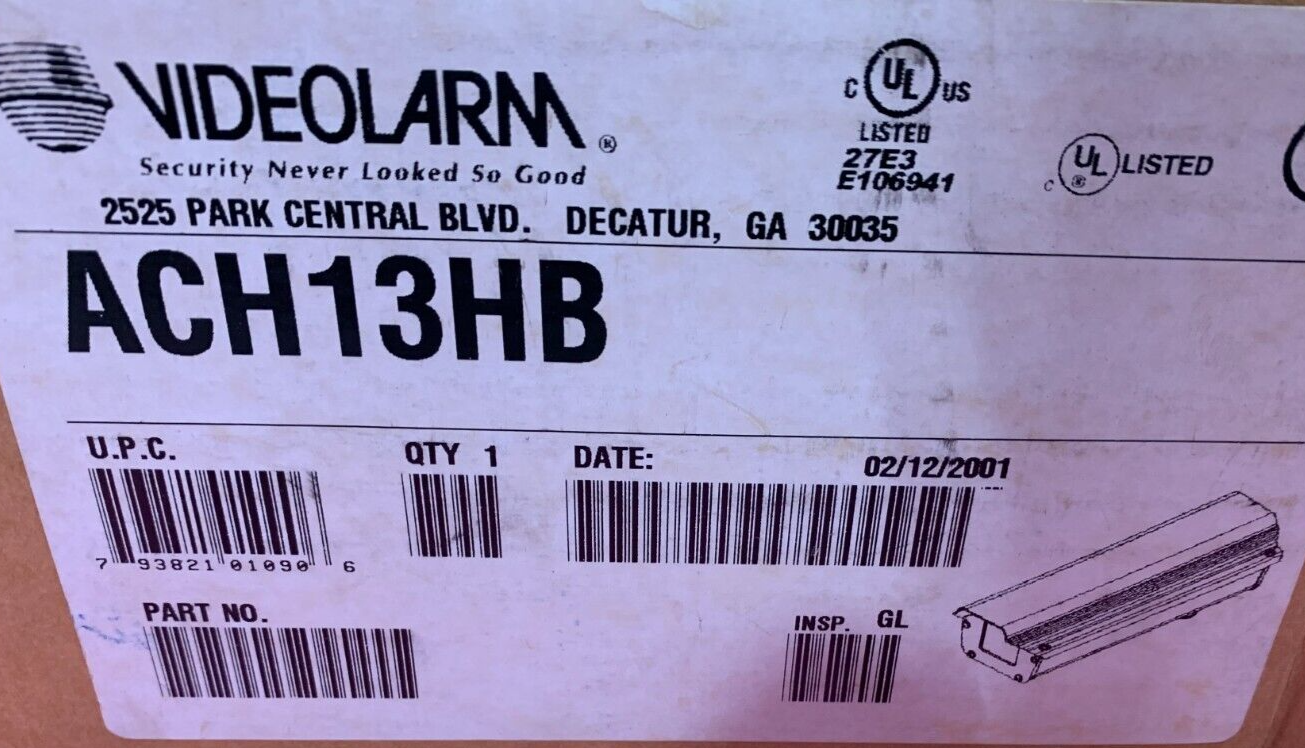 VIDEOLARM ®
Security Never Looked So Good
2525 PARK CENTRAL BLVD. DECATUR, GA 30035
C UL US
LISTED
27E3
E106941
C UL ® LISTED
ACH13HB
U.P.C. QTY 1 DATE: 02/12/2001
7 93821 01090 6
PART NO. INSP. GL